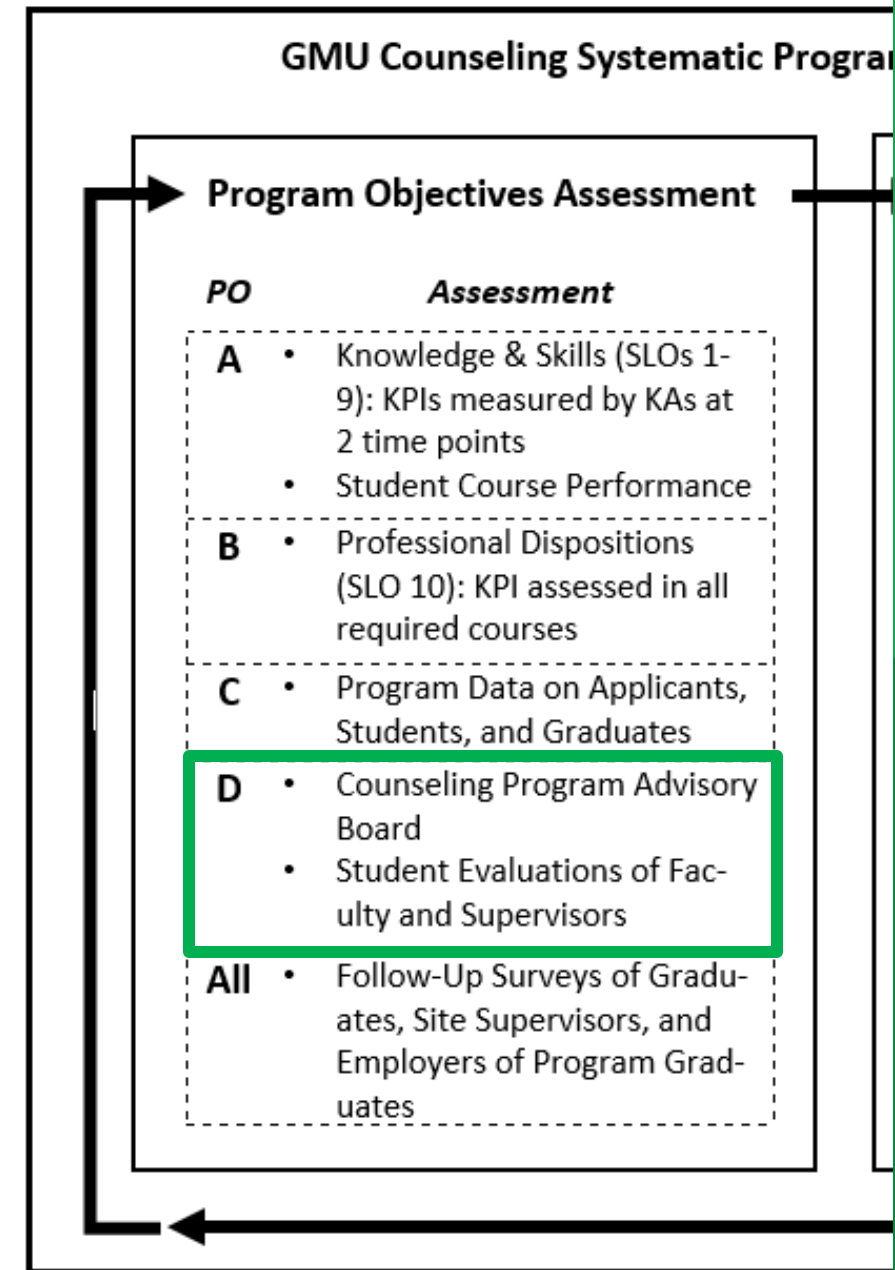 GMU Counseling Systematic
Program Objectives Assessment
PO Assessment
A • Knowledge & Skills (SLOs 1-
9): KPIs measured by KAs at
2 time points
• Student Course Performance
B • Professional Dispositions
(SLO 10): KPI assessed in all
required courses
C • Program Data on Applicants,
Students, and Graduates
D • Counseling Program Advisory
Board
• Student Evaluations of Fac-
ulty and Supervisors
All • Follow-Up Surveys of Gradu-
ates, Site Supervisors, and
Employers of Program Grad-
uates